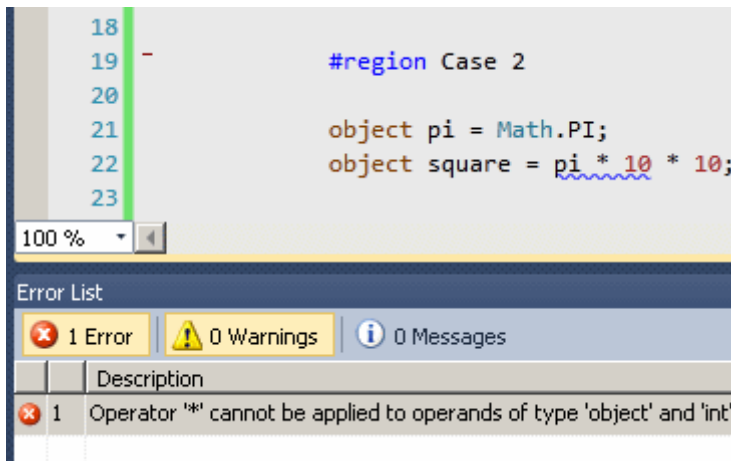 18
19 #region Case 2
20
21 object pi = Math.PI;
22 object square = pi * 10 * 10;
23
100 %
Error List
1 Error 0 Warnings 0 Messages
Description
1 Operator '*' cannot be applied to operands of type 'object' and 'int'